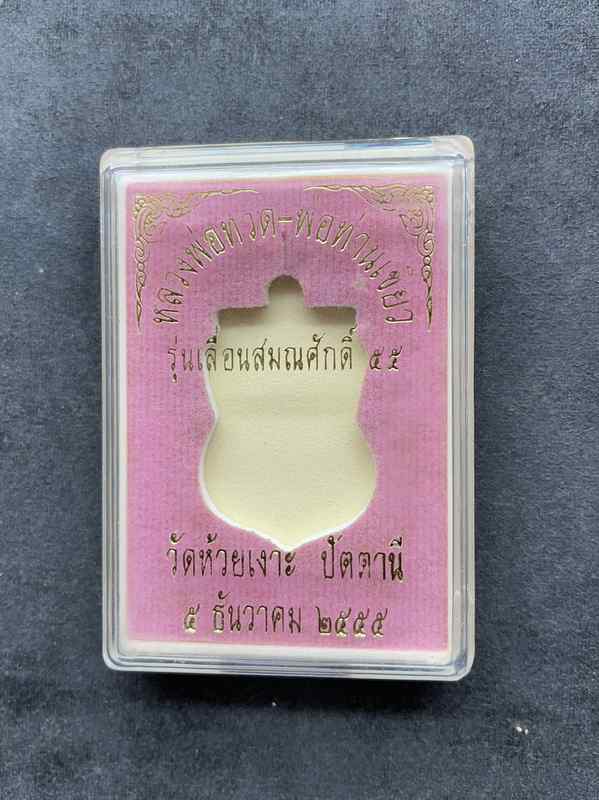 หลวงพ่อทวด-พ่อท่านเขียว
รุ่นเลื่อนสมณศักดิ์ ๕๕
วัดห้วยเงาะ ปัตตานี
๕ ธันวาคม ๒๕๕๕